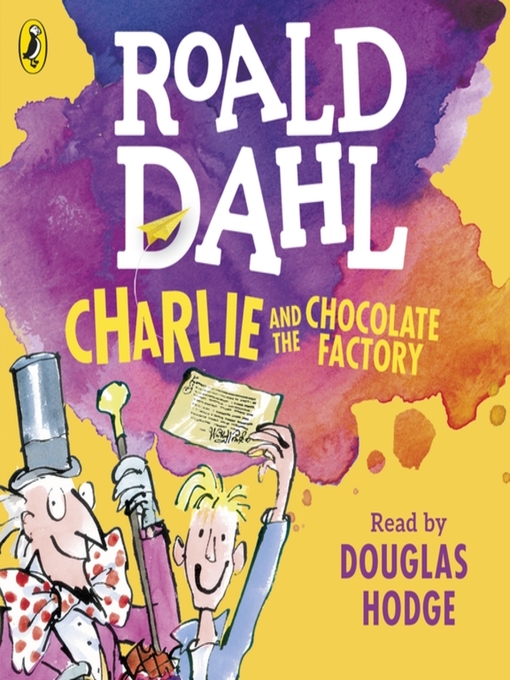 ROALD
DAHL
CHARLIE AND THE CHOCOLATE FACTORY
Read by
DOUGLAS
HODGE